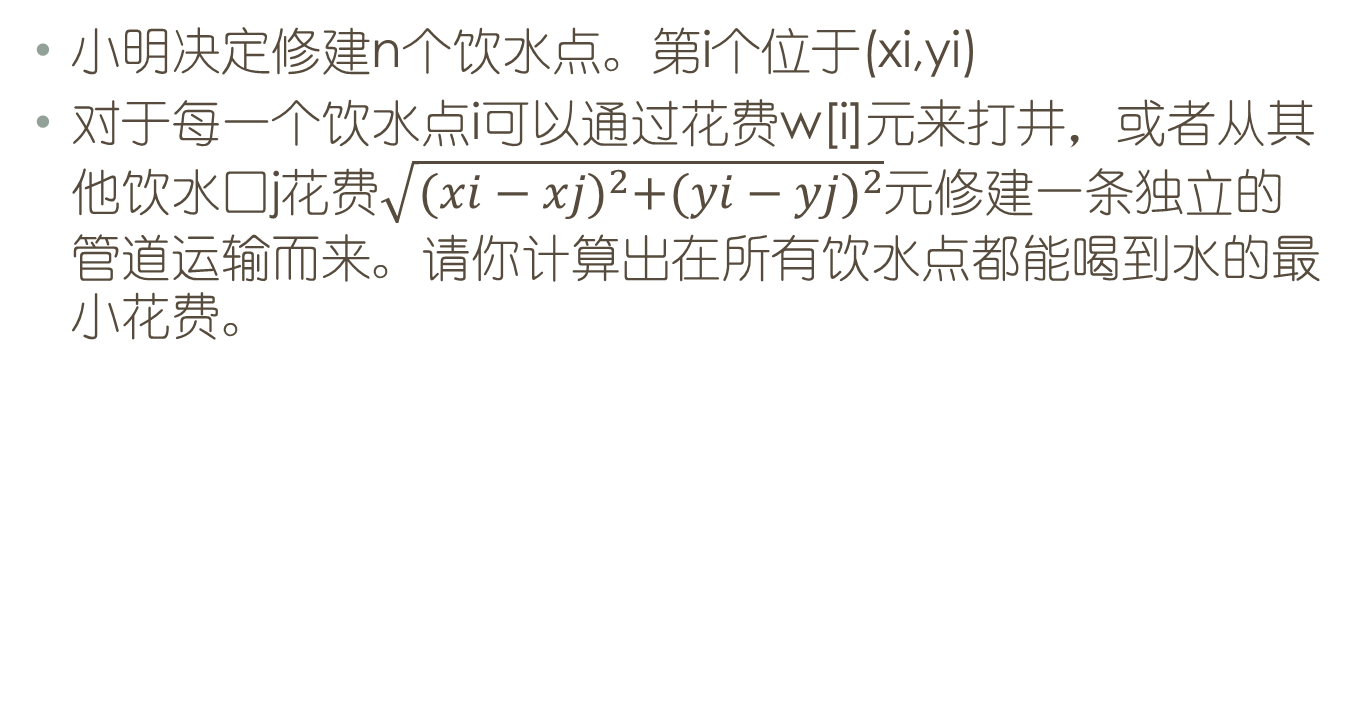 • 小明决定修建n个饮水点。第i个位于(xi,yi)
• 对于每一个饮水点i可以通过花费w[i]元来打井，或者从其
他饮水口j花费√(xi − xj)²+(yi − yj)²元修建一条独立的
管道运输而来。请你计算出在所有饮水点都能喝到水的最
小花费。